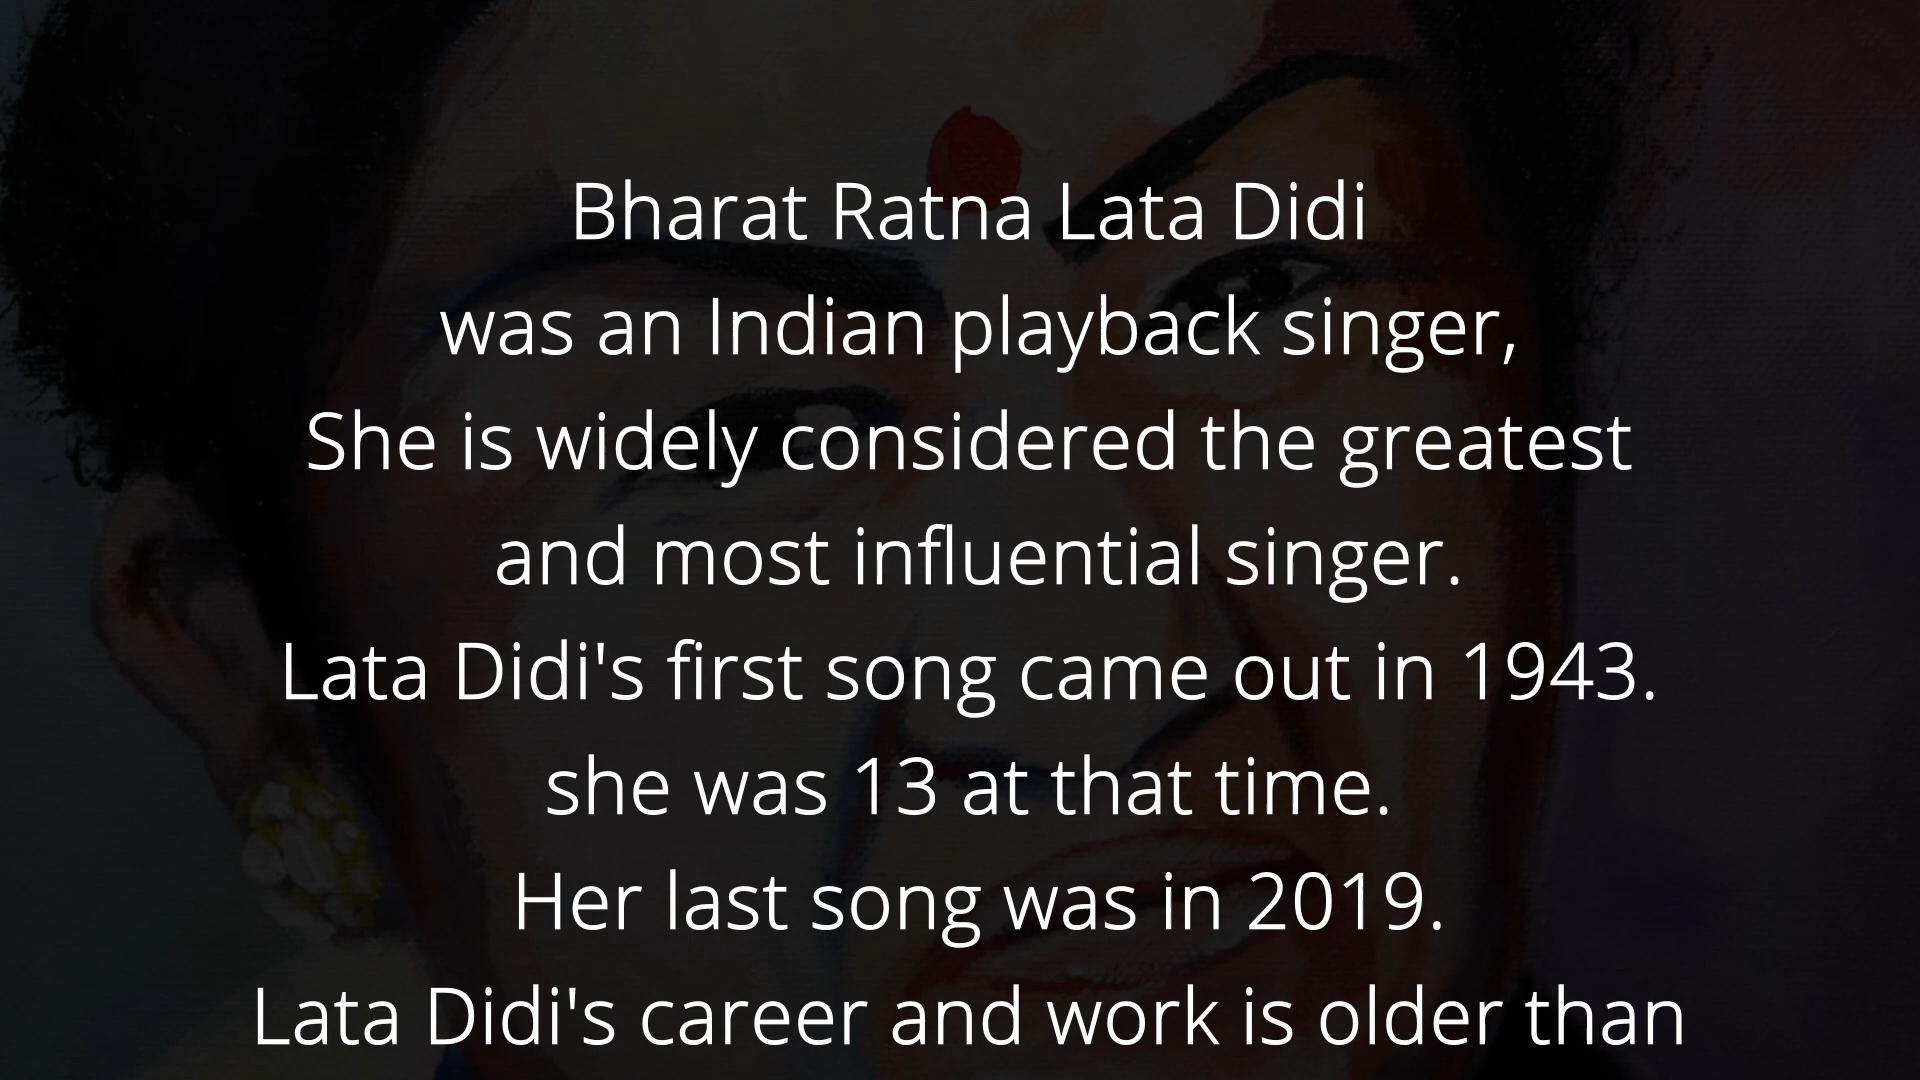 Bharat Ratna Lata Didi
was an Indian playback singer,
She is widely considered the greatest
and most influential singer.
Lata Didi's first song came out in 1943.
she was 13 at that time.
Her last song was in 2019.
Lata Didi's career and work is older than